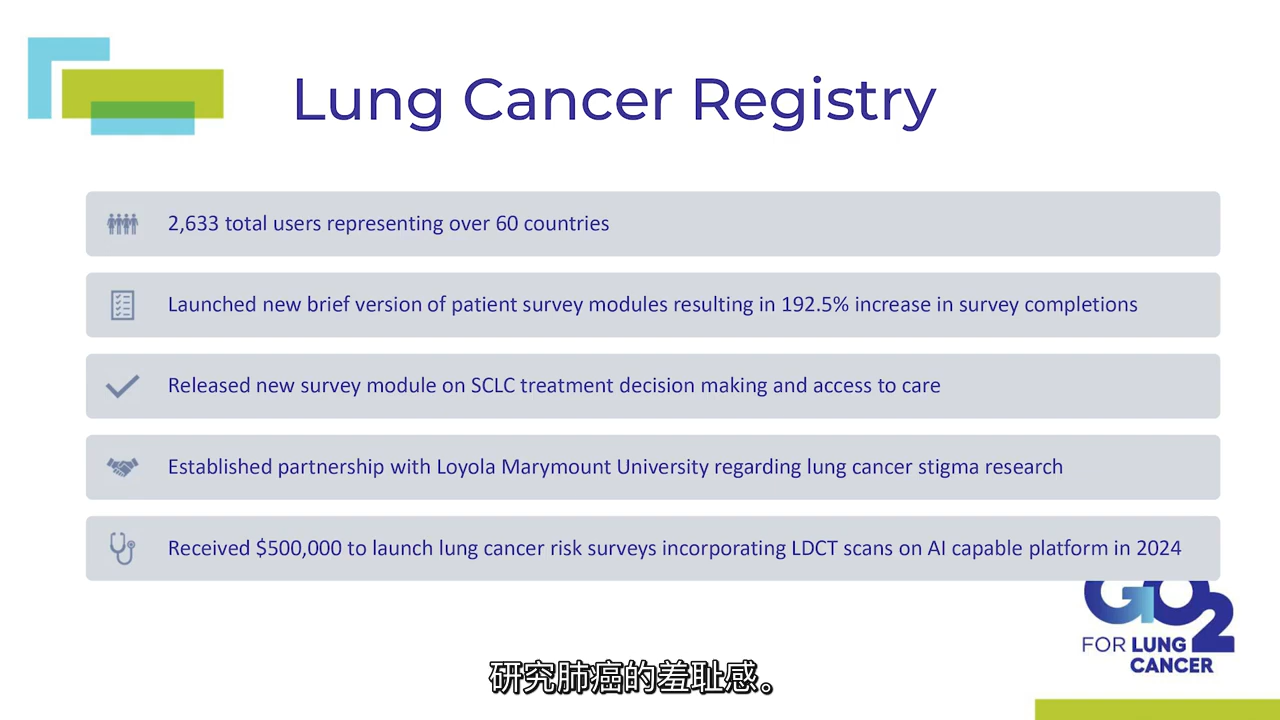 Lung Cancer Registry
2,633 total users representing over 60 countries
Launched new brief version of patient survey modules resulting in 192.5% increase in survey completions
Released new survey module on SCLC treatment decision making and access to care
Established partnership with Loyola Marymount University regarding lung cancer stigma research
Received $500,000 to launch lung cancer risk surveys incorporating LDCT scans on AI capable platform in 2024
GO2
FOR LUNG
CANCER
研究肺癌的羞耻感。